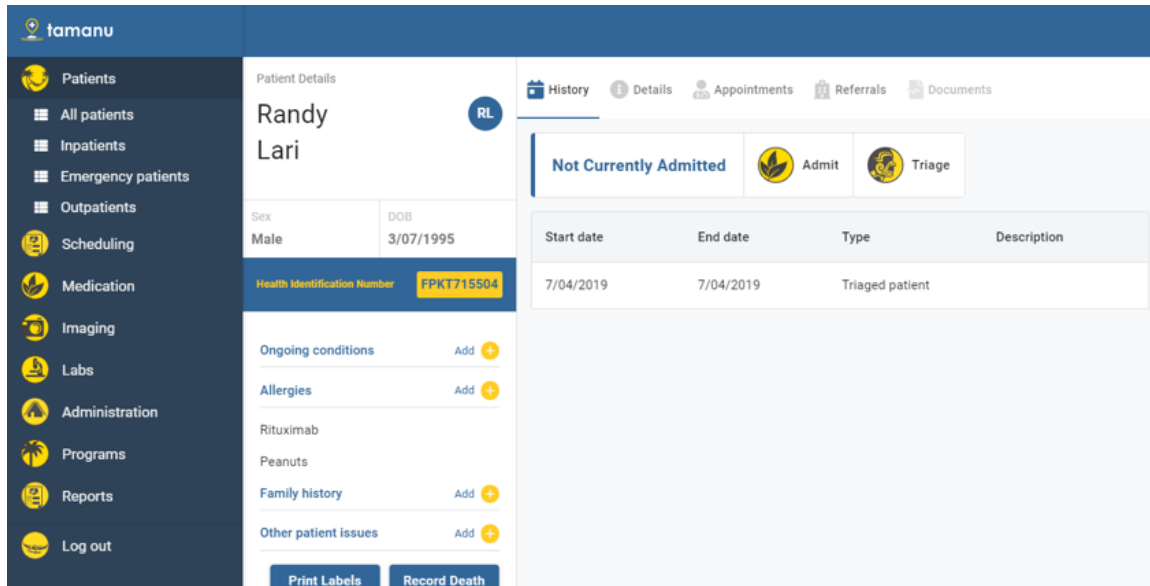 tamanu
Patients
All patients
Inpatients
Emergency patients
Outpatients
Scheduling
Medication
Imaging
Labs
Administration
Programs
Reports
Log out
Patient Details
Randy
Lari
RL
Sex
Male
DOB
3/07/1995
Health Identification Number FPKT715504
Ongoing conditions Add
Allergies Add
Rituximab
Peanuts
Family history Add
Other patient issues Add
Print Labels Record Death
History Details Appointments Referrals Documents
Not Currently Admitted Admit Triage
Start date End date Type Description
7/04/2019 7/04/2019 Triaged patient